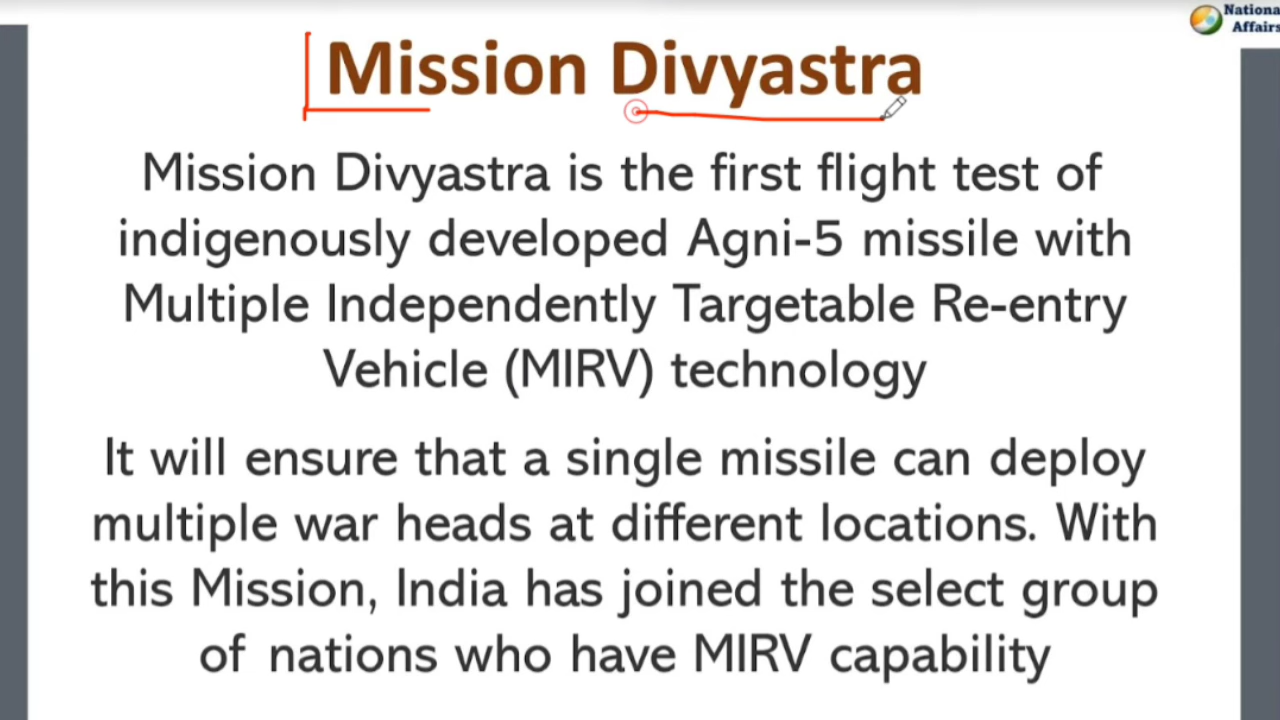 Mission Divyastra
Mission Divyastra is the first flight test of
indigenously developed Agni-5 missile with
Multiple Independently Targetable Re-entry
Vehicle (MIRV) technology
It will ensure that a single missile can deploy
multiple war heads at different locations. With
this Mission, India has joined the select group
of nations who have MIRV capability
Nationa
Affairs